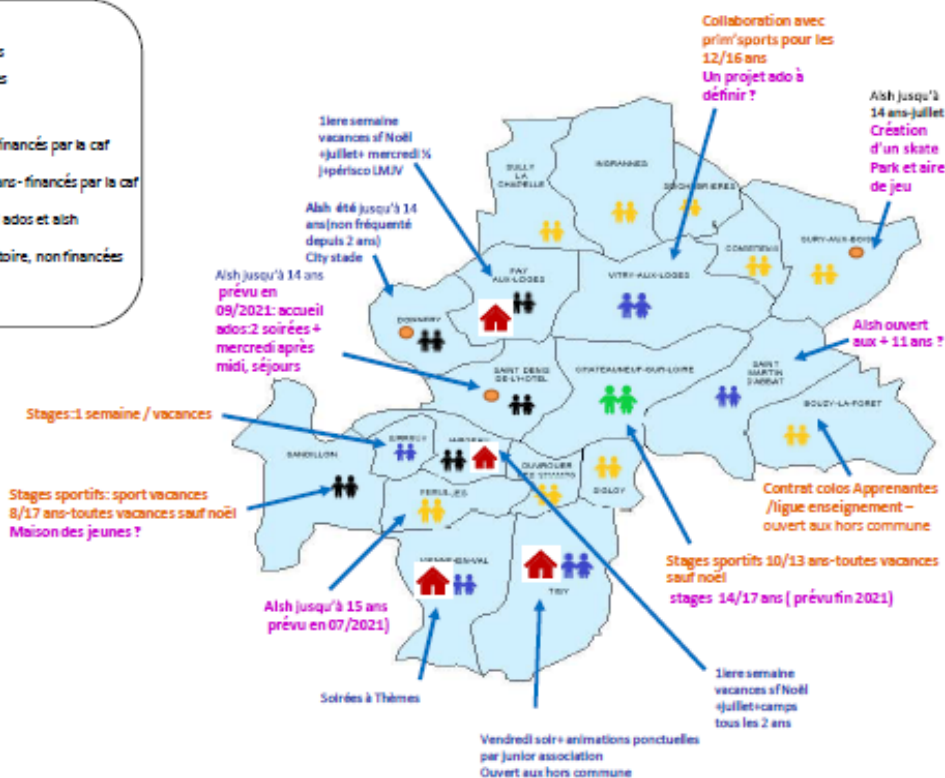 s
es
financés par la caf
ans- financés par la caf
ados et alsh
toire, non financées
Collaboration avec
prim'sports pour les
12/16 ans
Un projet ado à
définir ?
Alsh jusqu'à
14 ans-juillet
Création
d'un skate
Park et aire
de jeu
1iere semaine
vacances sf Noël
+juillet+ mercredi ½
j+périsco LMJV
Alsh été jusqu'à 14
ans(non fréquenté
depuis 2 ans)
City stade
Alsh jusqu'à 14 ans
prévu en
09/2021: accueil
ados:2 soirées +
mercredi après
midi, séjours
SULLY
LA
CHAPELLE
INGRANNES
SURY-AUX-BOIS
COMBREUX
FAY
AUX-LOGES
VITRY-AUX-LOGES
DONNERY
Alsh ouvert
aux + 11 ans ?
SAINT DENIS
DE-L'HOTEL
CHATEAUNEUF-SUR-LOIRE
SAINT
MARTIN
D'ABBAT
BOUZY-LA-FORET
Stages:1 semaine / vacances
SANDILLON
JARGEAU
OUVROUER
LES CHAMPS
SIGLOY
FEROLLES
Stages sportifs: sport vacances
8/17 ans-toutes vacances sauf noël
Maison des jeunes ?
Contrat colos Apprenantes
/ligue enseignement –
ouvert aux hors commune
Stages sportifs 10/13 ans-toutes vacances
sauf noël
stages 14/17 ans ( prévu fin 2021)
VIENNE-EN-VAL
TIGY
Alsh jusqu'à 15 ans
prévu en 07/2021)
Soirées à Thèmes
1iere semaine
vacances sf Noël
+juillet+camps
tous les 2 ans
Vendredi soir+ animations ponctuelles
par junior association
Ouvert aux hors commune